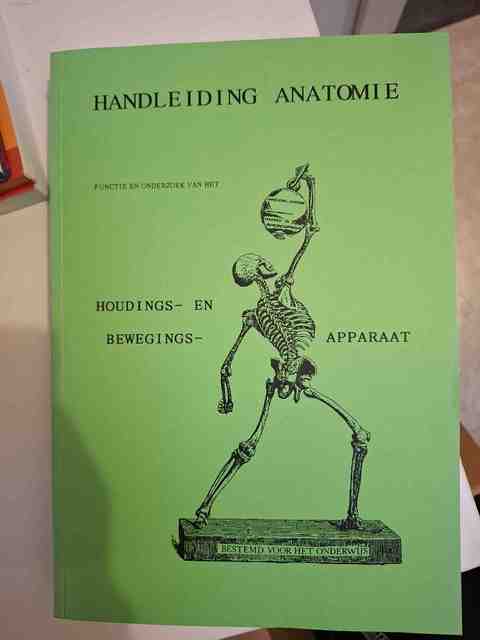 HANDLEIDING ANATOMIE
FUNCTIE EN ONDERZOEK VAN HET
HOUDINGS- EN
BEWEGINGS- APPARAAT
BESTEMD VOOR HET ONDERWIJS